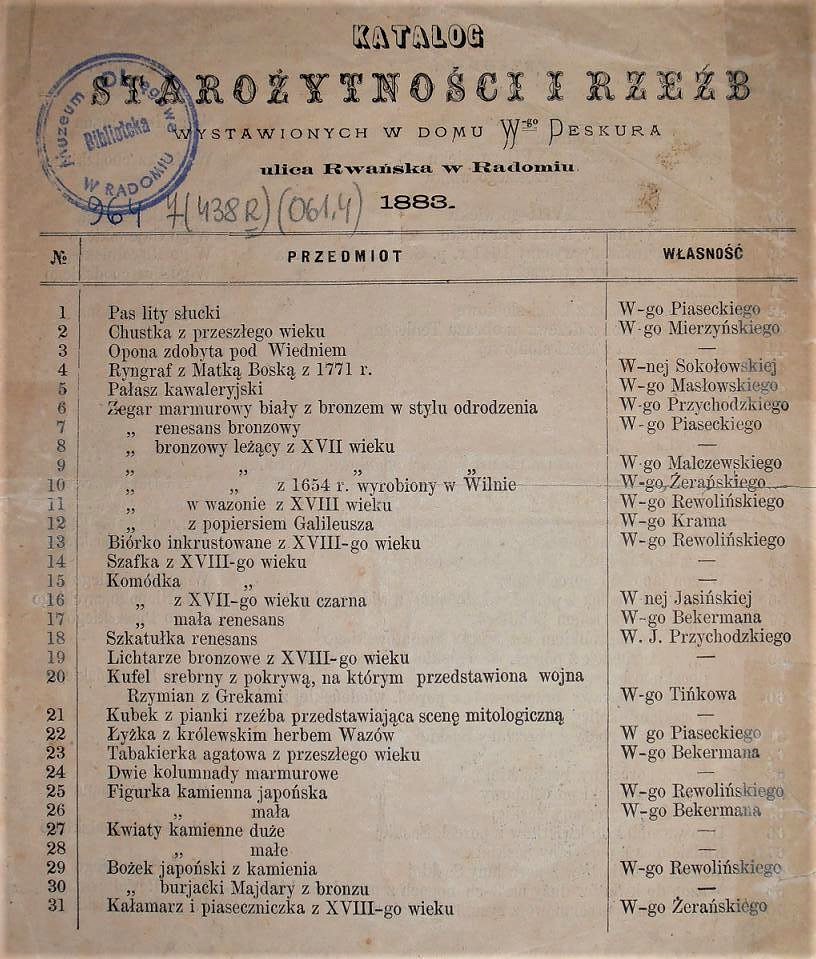 KATALOG
STAROŻYTNOŚCI I RZEŹB
WYSTAWIONYCH W DOMU W-go PESKURA
ulica Rwańska w Radomiu.
1883.
Muzeum Okręgowe
Biblioteka
W RADOMIU
964 7(438R)(061.4)
№ PRZEDMIOT WŁASNOŚĆ
1 Pas lity słucki W-go Piaseckiego
2 Chustka z przeszłego wieku W-go Mierzyńskiego
3 Opona zdobyta pod Wiedniem —
4 Ryngraf z Matką Boską z 1771 r. W-nej Sokołowskiej
5 Pałasz kawaleryjski W-go Masłowskiego
6 Zegar marmurowy biały z bronzem w stylu odrodzenia W-go Przychodzkiego
7 „ renesans bronzowy W-go Piaseckiego
8 „ bronzowy leżący z XVII wieku —
9 „ „ „ „ W-go Malczewskiego
10 „ „ z 1654 r. wyrobiony w Wilnie W-go Żerańskiego
11 „ w wazonie z XVIII wieku W-go Rewolińskiego
12 „ z popiersiem Galileusza W-go Krama
13 Biórko inkrustowane z XVIII-go wieku W-go Rewolińskiego
14 Szafka z XVIII-go wieku —
15 Komódka „ —
16 „ z XVII-go wieku czarna W nej Jasińskiej
17 „ mała renesans W-go Bekermana
18 Szkatułka renesans W. J. Przychodzkiego
19 Lichtarze bronzowe z XVIII-go wieku —
20 Kufel srebrny z pokrywą, na którym przedstawiona wojna
Rzymian z Grekami W-go Tińkowa
21 Kubek z pianki rzeźba przedstawiająca scenę mitologiczną —
22 Łyżka z królewskim herbem Wazów W go Piaseckiego
23 Tabakierka agatowa z przeszłego wieku W-go Bekermana
24 Dwie kolumnady marmurowe —
25 Figurka kamienna japońska W-go Rewolińskiego
26 „ mała W-go Bekermana
27 Kwiaty kamienne duże —
28 „ małe —
29 Bożek japoński z kamienia W-go Rewolińskiego
30 „ burjacki Majdary z bronzu —
31 Kałamarz i piaseczniczka z XVIII-go wieku W-go Żerańskiego